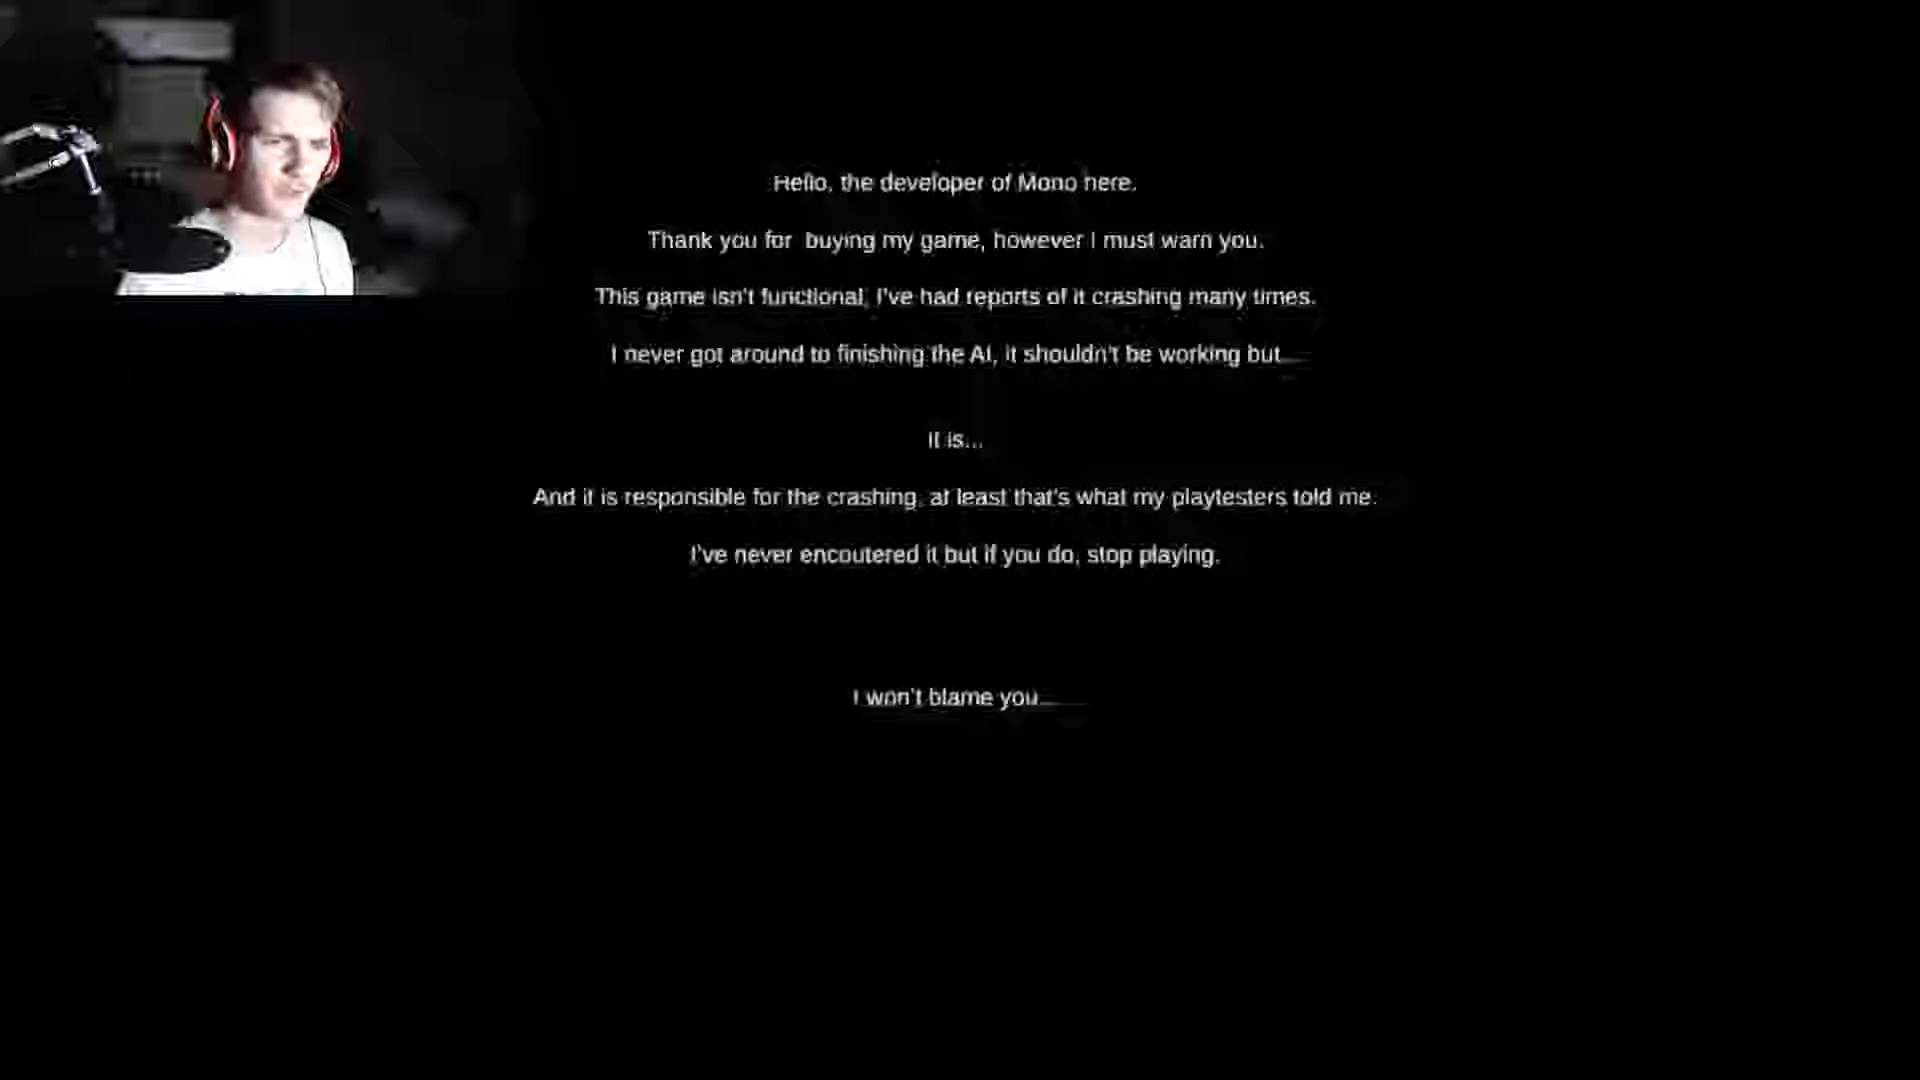 Hello, the developer of Mono here.
Thank you for buying my game, however I must warn you.
This game isn't functional, I've had reports of it crashing many times.
I never got around to finishing the AI, it shouldn't be working but...
it is...
And it is responsible for the crashing, at least that's what my playtesters told me.
I've never encoutered it but if you do, stop playing.
I won't blame you...